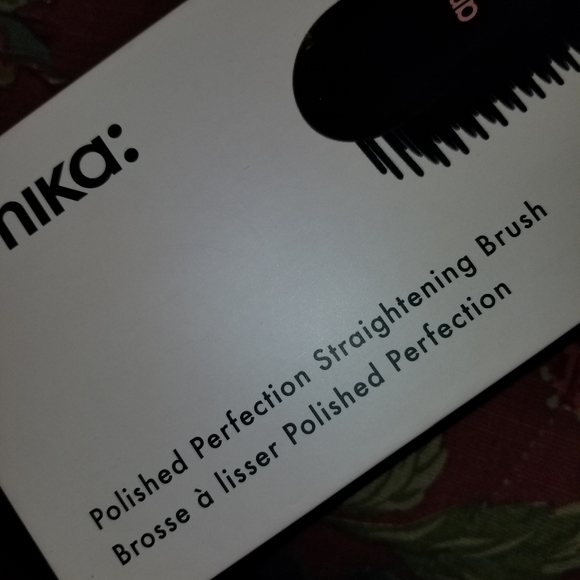 nika:
Polished Perfection Straightening Brush
Brosse à lisser Polished Perfection